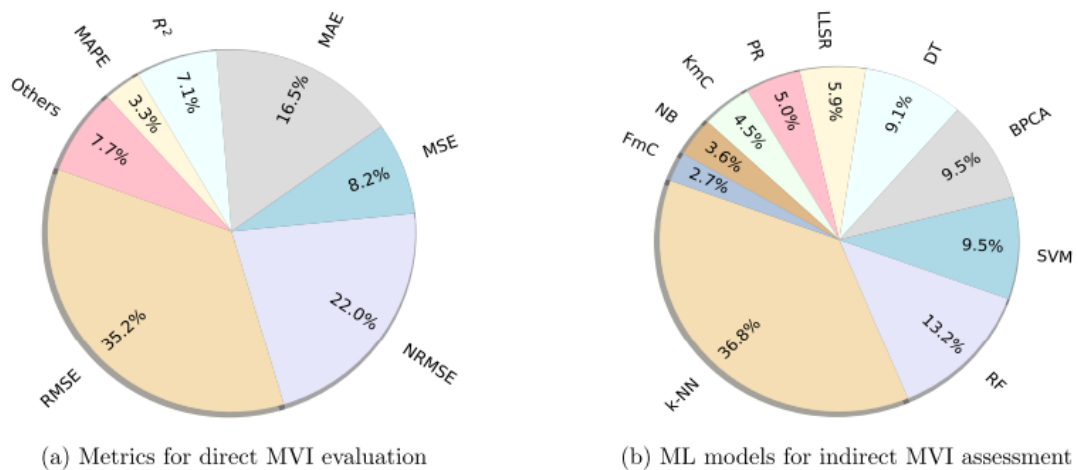 R²
MAE
MAPE
Others
7.1%
16.5%
3.3%
MSE
7.7%
8.2%
35.2%
22.0%
RMSE
NRMSE
(a) Metrics for direct MVI evaluation
LLSR
PR
DT
KmC
BPCA
NB
5.9%
5.0%
9.1%
FmC
4.5%
9.5%
3.6%
2.7%
9.5%
SVM
36.8%
13.2%
k-NN
RF
(b) ML models for indirect MVI assessment